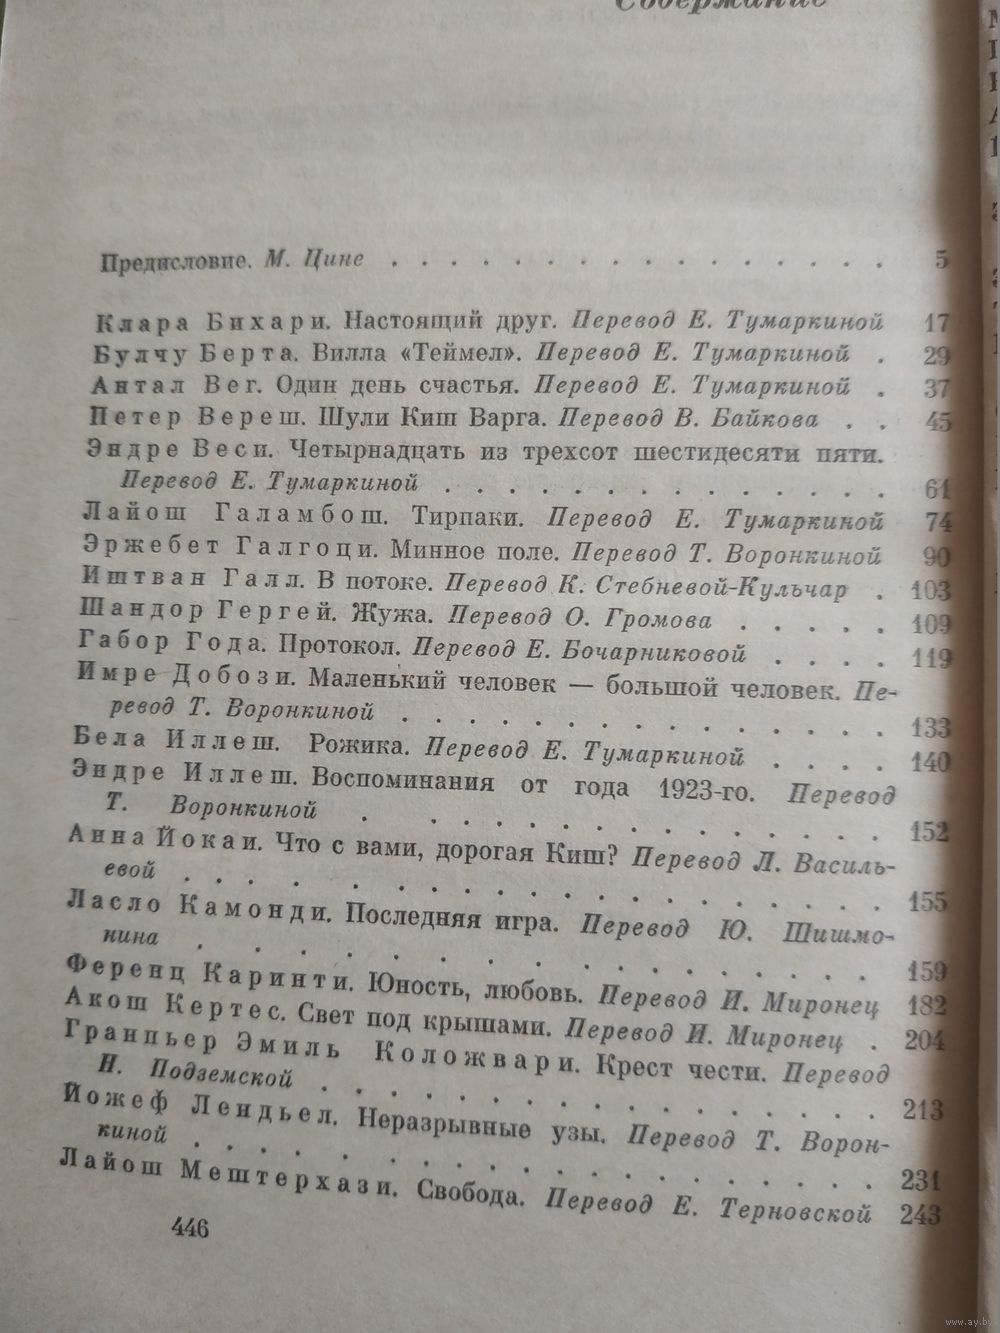 Содержание
Предисловие. М. Цине . . . . . . . . . . . . . . . . . 5
Клара Бихари. Настоящий друг. Перевод Е. Тумаркиной 17
Булчу Берта. Вилла «Теймел». Перевод Е. Тумаркиной . 29
Антал Вег. Один день счастья. Перевод Е. Тумаркиной . 37
Петер Вереш. Шули Киш Варга. Перевод В. Байкова . . 45
Эндре Веси. Четырнадцать из трехсот шестидесяти пяти.
Перевод Е. Тумаркиной . . . . . . . . . . . . . . 61
Лайош Галамбош. Тирпаки. Перевод Е. Тумаркиной 74
Эржебет Галгоци. Минное поле. Перевод Т. Воронкиной 90
Иштван Галл. В потоке. Перевод К. Стебневой-Кульчар . 103
Шандор Гергей. Жужа. Перевод О. Громова . . . . . 109
Габор Года. Протокол. Перевод Е. Бочарниковой . . . . 119
Имре Добози. Маленький человек — большой человек. Пе-
ревод Т. Воронкиной . . . . . . . . . . . . . . . 133
Бела Иллеш. Рожика. Перевод Е. Тумаркиной . . . . 140
Эндре Иллеш. Воспоминания от года 1923-го. Перевод
Т. Воронкиной . . . . . . . . . . . . . . . . 152
Анна Йокаи. Что с вами, дорогая Киш? Перевод Л. Василь-
евой . . . . . . . . . . . . . . . . . . . . 155
Ласло Камонди. Последняя игра. Перевод Ю. Шишмо-
нина . . . . . . . . . . . . . . . . . . . . 159
Ференц Каринти. Юность, любовь. Перевод И. Миронец 182
Акош Кертес. Свет под крышами. Перевод И. Миронец . 204
Гранпьер Эмиль Коложвари. Крест чести. Перевод
Н. Подземской . . . . . . . . . . . . . . . . . 213
Йожеф Лендьел. Неразрывные узы. Перевод Т. Ворон-
киной . . . . . . . . . . . . . . . . . . . . 231
Лайош Мештерхази. Свобода. Перевод Е. Терновской 243
446
www.ay.by